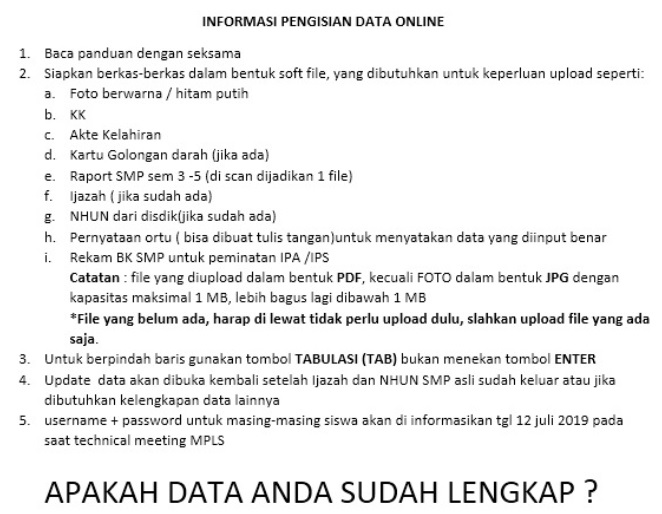 INFORMASI PENGISIAN DATA ONLINE
1. Baca panduan dengan seksama
2. Siapkan berkas-berkas dalam bentuk soft file, yang dibutuhkan untuk keperluan upload seperti:
a. Foto berwarna / hitam putih
b. KK
c. Akte Kelahiran
d. Kartu Golongan darah (jika ada)
e. Raport SMP sem 3 -5 (di scan dijadikan 1 file)
f. Ijazah ( jika sudah ada)
g. NHUN dari disdik(jika sudah ada)
h. Pernyataan ortu ( bisa dibuat tulis tangan)untuk menyatakan data yang diinput benar
i. Rekam BK SMP untuk peminatan IPA /IPS
Catatan : file yang diupload dalam bentuk PDF, kecuali FOTO dalam bentuk JPG dengan
kapasitas maksimal 1 MB, lebih bagus lagi dibawah 1 MB
*File yang belum ada, harap di lewat tidak perlu upload dulu, slahkan upload file yang ada
saja.
3. Untuk berpindah baris gunakan tombol TABULASI (TAB) bukan menekan tombol ENTER
4. Update data akan dibuka kembali setelah Ijazah dan NHUN SMP asli sudah keluar atau jika
dibutuhkan kelengkapan data lainnya
5. username + password untuk masing-masing siswa akan di informasikan tgl 12 juli 2019 pada
saat technical meeting MPLS
APAKAH DATA ANDA SUDAH LENGKAP ?